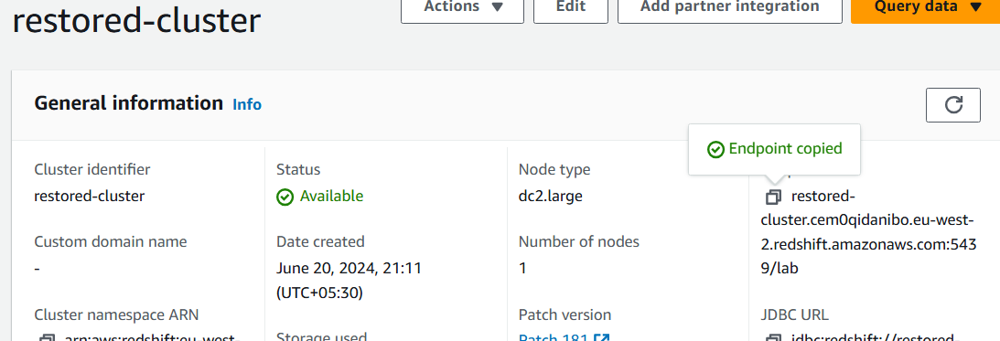 restored-cluster
Actions
Edit
Add partner integration
Query data
General information Info
Endpoint copied
Cluster identifier
restored-cluster
Status
Available
Node type
dc2.large
restored-
cluster.cem0qidanibo.eu-west-
2.redshift.amazonaws.com:543
9/lab
Custom domain name
-
Date created
June 20, 2024, 21:11
(UTC+05:30)
Number of nodes
1
Cluster namespace ARN
arn:aws:redshift:eu-west-
Storage used
Patch version
Patch 181
JDBC URL
jdbc:redshift://restored-